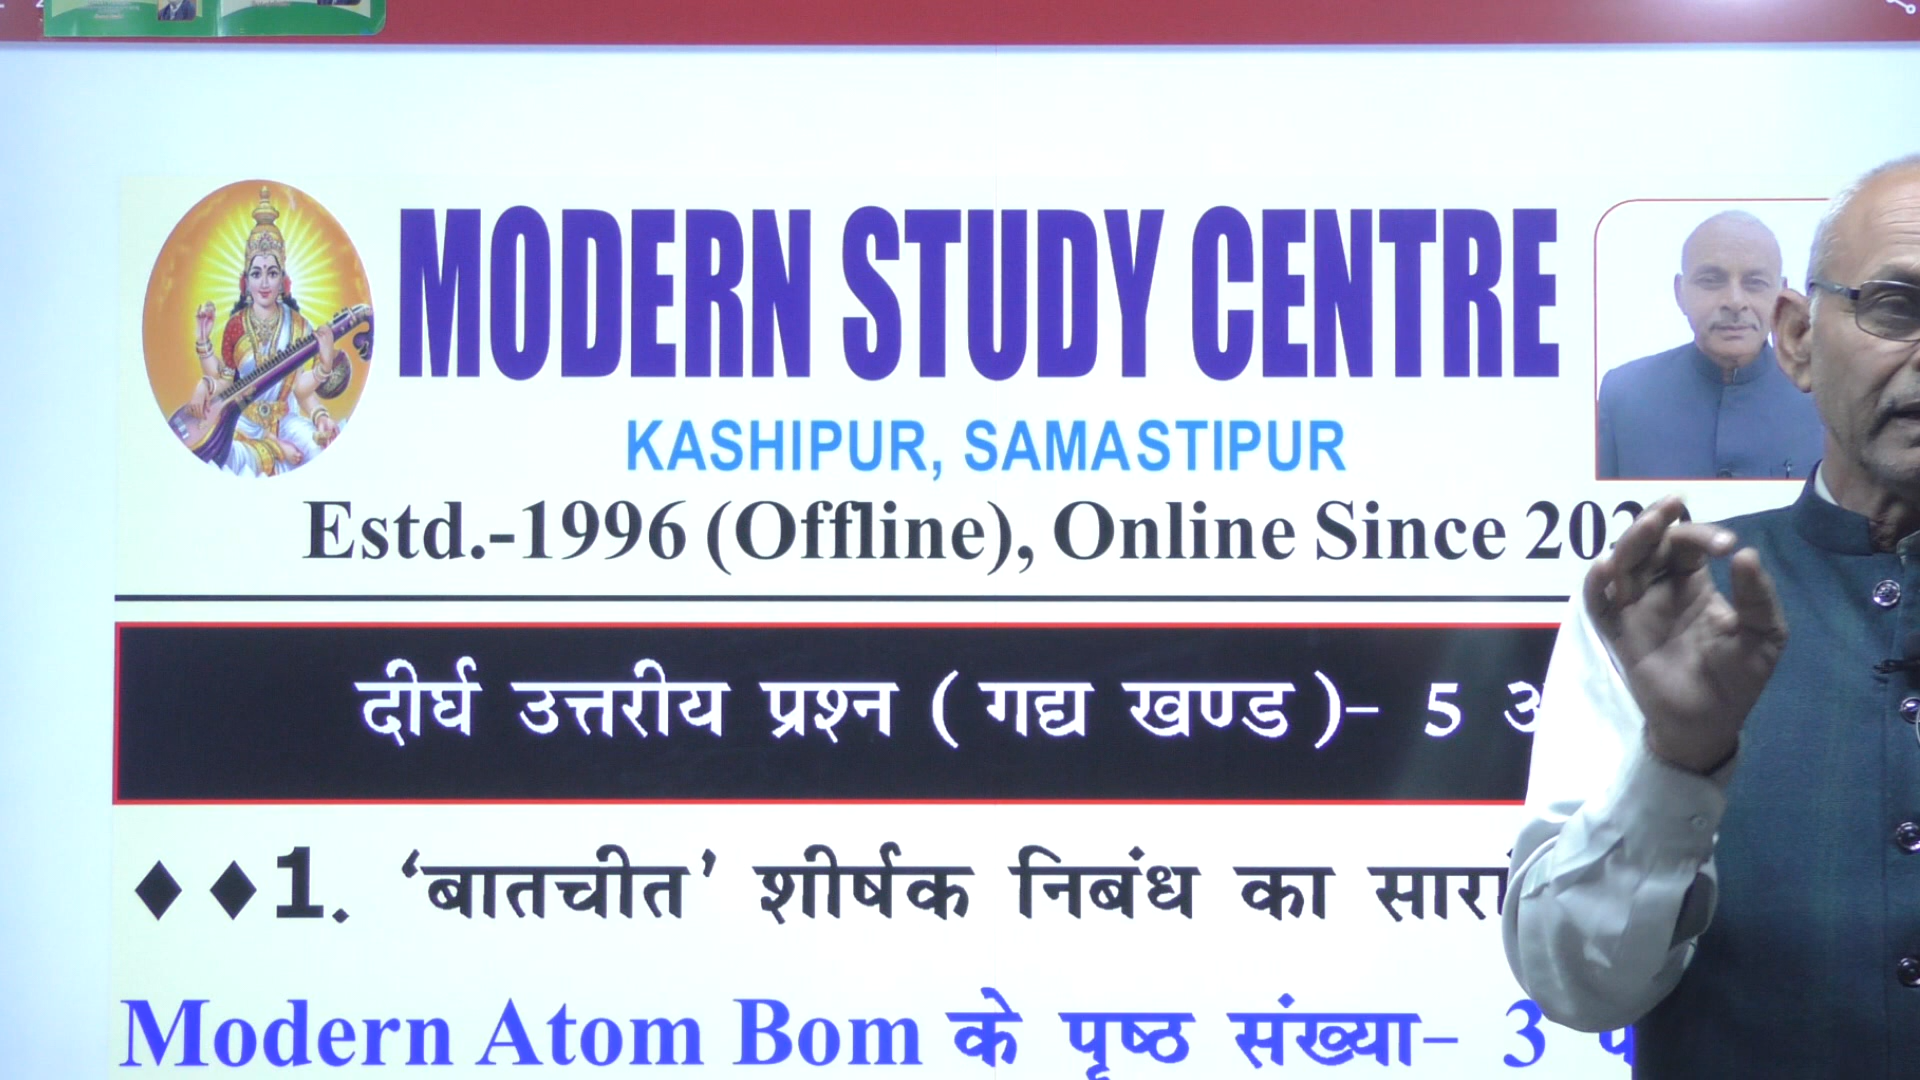 MODERN STUDY CENTRE
KASHIPUR, SAMASTIPUR
Estd.-1996 (Offline), Online Since
दीर्घ उत्तरीय प्रश्न ( गद्य खण्ड )- 5
♦♦1. ‘बातचीत’ शीर्षक निबंध का
Modern Atom Bom के पृष्ठ संख्या- 3